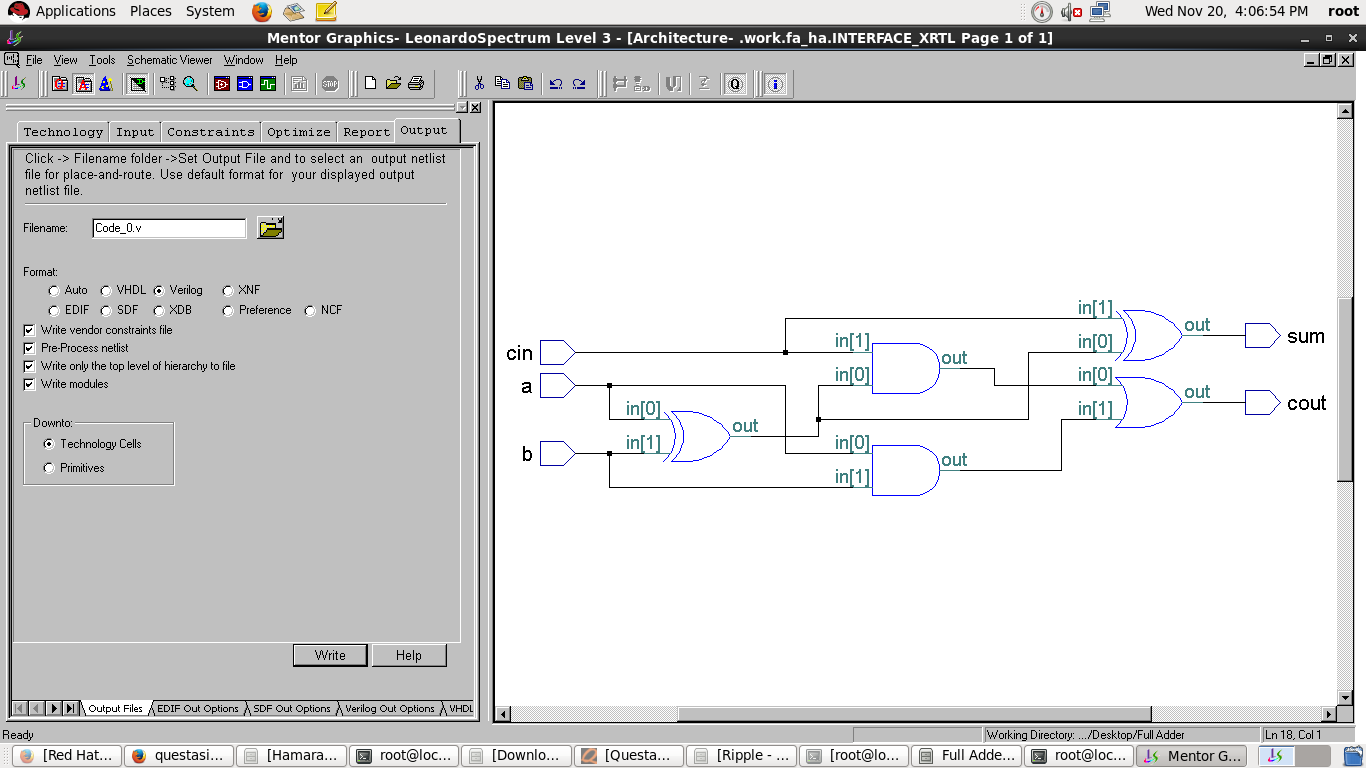 Applications Places System Wed Nov 20, 4:06:54 PM root
Mentor Graphics- LeonardoSpectrum Level 3 - [Architecture- .work.fa_ha.INTERFACE_XRTL Page 1 of 1]
File View Tools Schematic Viewer Window Help
Technology Input Constraints Optimize Report Output
Click -> Filename folder ->Set Output File and to select an output netlist
file for place-and-route. Use default format for your displayed output
netlist file.
Filename: Code_0.v
Format:
Auto VHDL Verilog XNF
EDIF SDF XDB Preference NCF
Write vendor constraints file
Pre-Process netlist
Write only the top level of hierarchy to file
Write modules
Downto:
Technology Cells
Primitives
Write Help
Output Files EDIF Out Options SDF Out Options Verilog Out Options VHDL
in[1] out sum
cin in[1] out in[0]
a in[0] in[0] out cout
in[0] out in[1]
b in[1] in[0] out
in[1]
Ready Working Directory: .../Desktop/Full Adder Ln 18, Col 1
[Red Hat... questasi... [Hamara... root@loc... [Downlo... [Questa... [Ripple - ... [root@lo... Full Adde... root@loc... Mentor G...